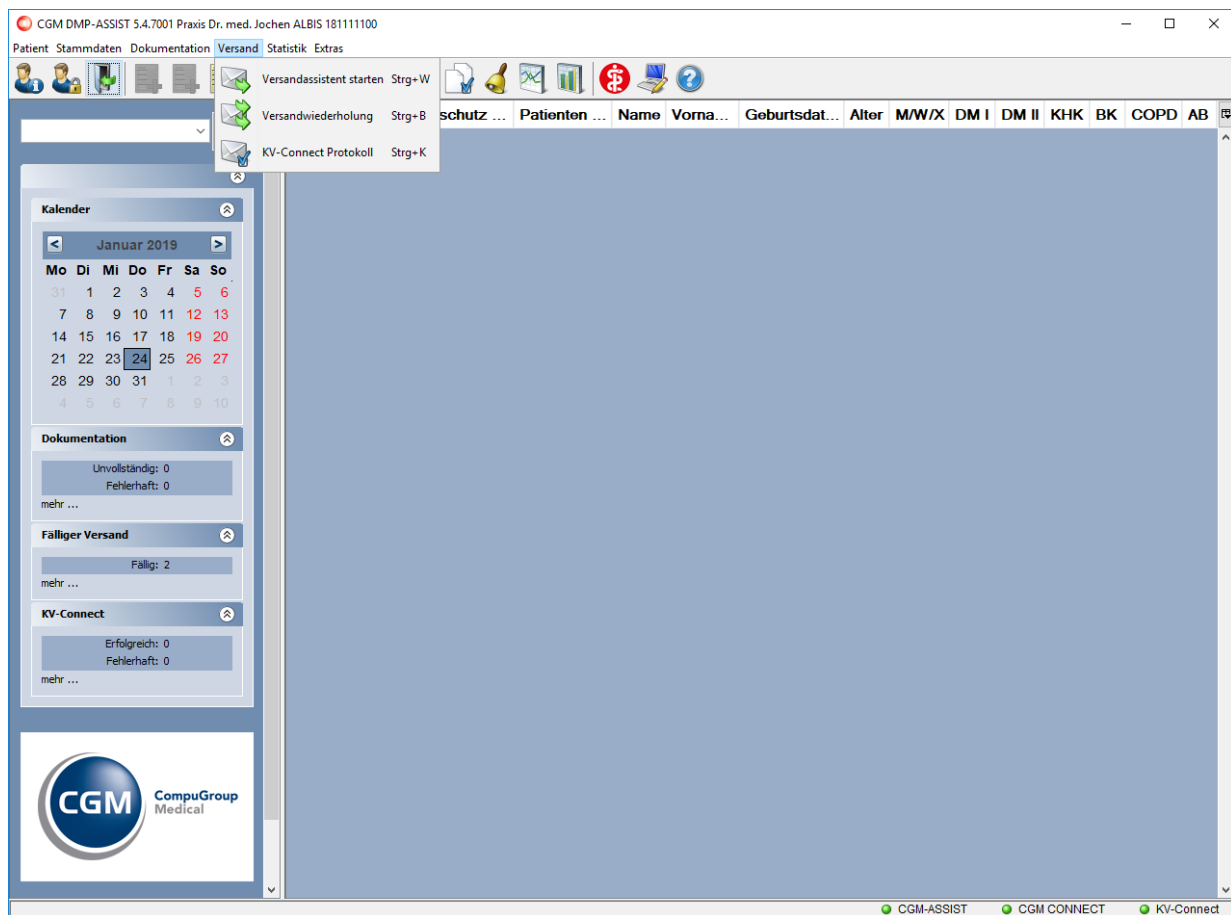 CGM DMP-ASSIST 5.4.7001 Praxis Dr. med. Jochen ALBIS 181111100
Patient Stammdaten Dokumentation Versand Statistik Extras
Versandassistent starten Strg+W
Versandwiederholung Strg+B
KV-Connect Protokoll Strg+K
schutz ... Patienten ... Name Vorna... Geburtsdat... Alter M/W/X DM I DM II KHK BK COPD AB
Kalender
< Januar 2019 >
Mo Di Mi Do Fr Sa So
31 1 2 3 4 5 6
7 8 9 10 11 12 13
14 15 16 17 18 19 20
21 22 23 24 25 26 27
28 29 30 31 1 2 3
4 5 6 7 8 9 10
Dokumentation
Unvollständig: 0
Fehlerhaft: 0
mehr ...
Fälliger Versand
Fällig: 2
mehr ...
KV-Connect
Erfolgreich: 0
Fehlerhaft: 0
mehr ...
CGM CompuGroup
Medical
CGM-ASSIST CGM CONNECT KV-Connect